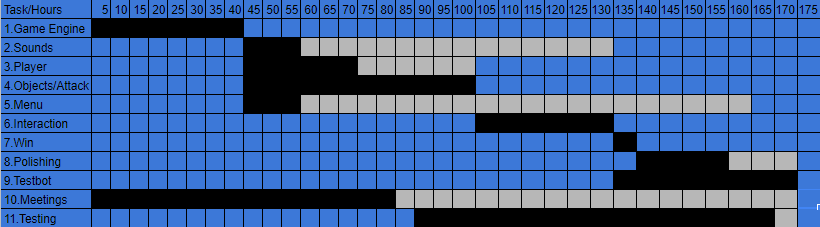 Task/Hours 5 10 15 20 25 30 35 40 45 50 55 60 65 70 75 80 85 90 95 100 105 110 115 120 125 130 135 140 145 150 155 160 165 170 175
1.Game Engine
2.Sounds
3.Player
4.Objects/Attack
5.Menu
6.Interaction
7.Win
8.Polishing
9.Testbot
10.Meetings
11.Testing